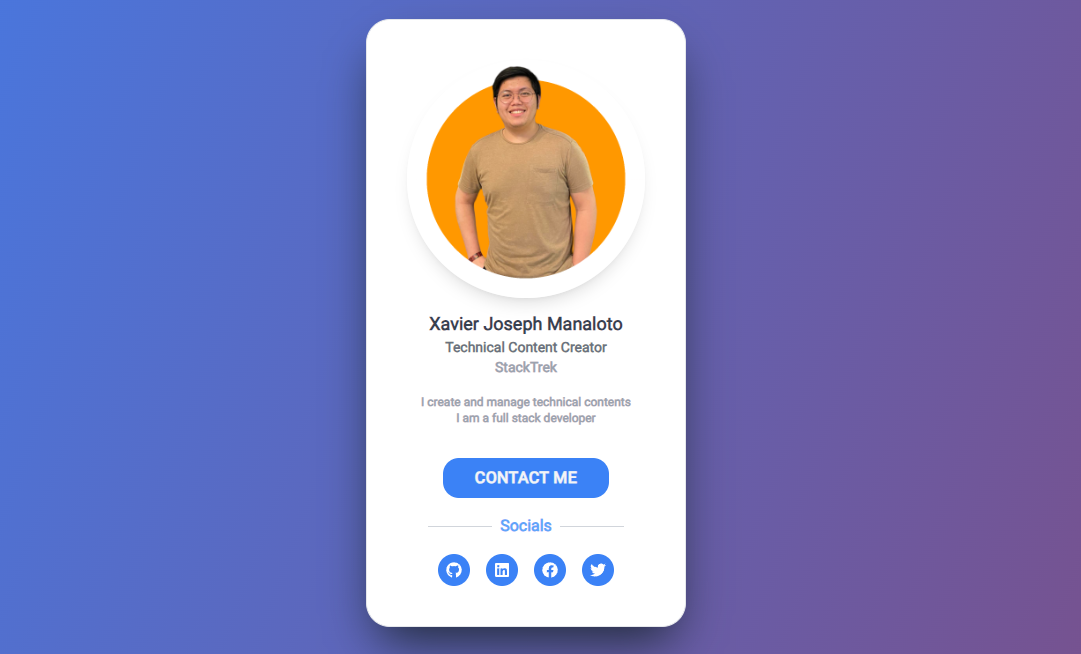 Xavier Joseph Manaloto
Technical Content Creator
StackTrek
I create and manage technical contents
I am a full stack developer
CONTACT ME
Socials